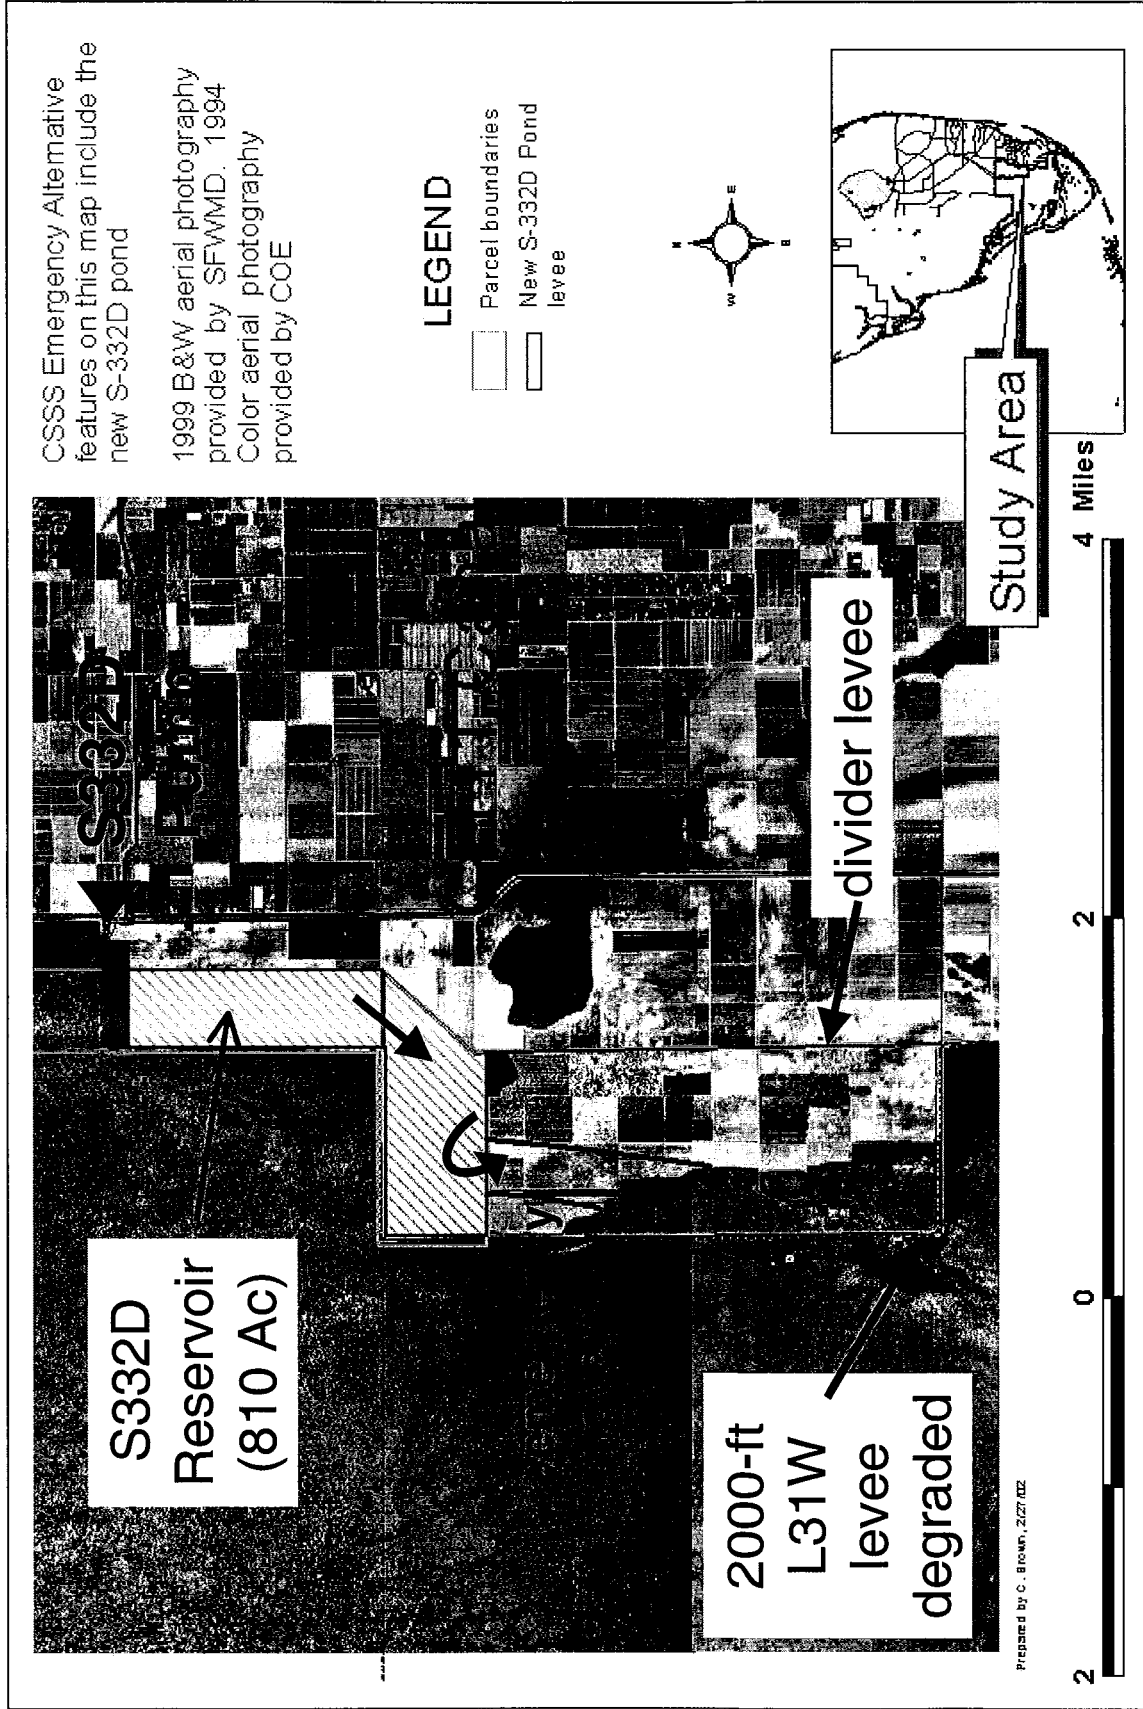 CSSS Emergency Alternative
features on this map include the
new S-332D pond
1999 B&W aerial photography
provided by SFWMD. 1994
Color aerial photography
provided by COE
LEGEND
Parcel boundaries
New S-332D Pond
levee
N
W
E
S
S332D
Pump
S332D
Reservoir
(810 Ac)
2000-ft
L31W
levee
degraded
divider levee
Study Area
2
0
2
4 Miles
Prepared by C. Brown, 2/27/02